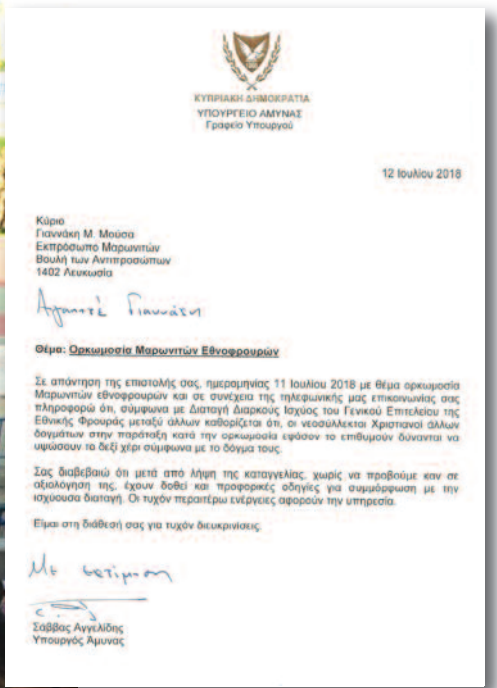 ΚΥΠΡΙΑΚΗ ΔΗΜΟΚΡΑΤΙΑ
ΥΠΟΥΡΓΕΙΟ ΑΜΥΝΑΣ
Γραφείο Υπουργού
12 Ιουλίου 2018
Κύριο
Γιαννάκη Μ. Μούσα
Εκπρόσωπο Μαρωνιτών
Βουλή των Αντιπροσώπων
1402 Λευκωσία
Αγαπητέ Γιαννάκη
Θέμα: Ορκωμοσία Μαρωνιτών Εθνοφρουρών
Σε απάντηση της επιστολής σας, ημερομηνίας 11 Ιουλίου 2018 με θέμα ορκωμοσία
Μαρωνιτών εθνοφρουρών και σε συνέχεια της τηλεφωνικής μας επικοινωνίας σας
πληροφορώ ότι, σύμφωνα με Διαταγή Διαρκούς Ισχύος του Γενικού Επιτελείου της
Εθνικής Φρουράς μεταξύ άλλων καθορίζεται ότι, οι νεοσύλλεκτοι Χριστιανοί άλλων
δογμάτων στην παράταξη κατά την ορκωμοσία εφόσον το επιθυμούν δύνανται να
υψώσουν το δεξί χέρι σύμφωνα με το δόγμα τους.
Σας διαβεβαιώ ότι μετά από λήψη της καταγγελίας, χωρίς να προβούμε καν σε
αξιολόγηση της, έχουν δοθεί και προφορικές οδηγίες για συμμόρφωση με την
ισχύουσα διαταγή. Οι τυχόν περαιτέρω ενέργειες αφορούν την υπηρεσία.
Είμαι στη διάθεσή σας για τυχόν διευκρινίσεις.
Με εκτίμηση
Σάββας Αγγελίδης
Υπουργός Άμυνας